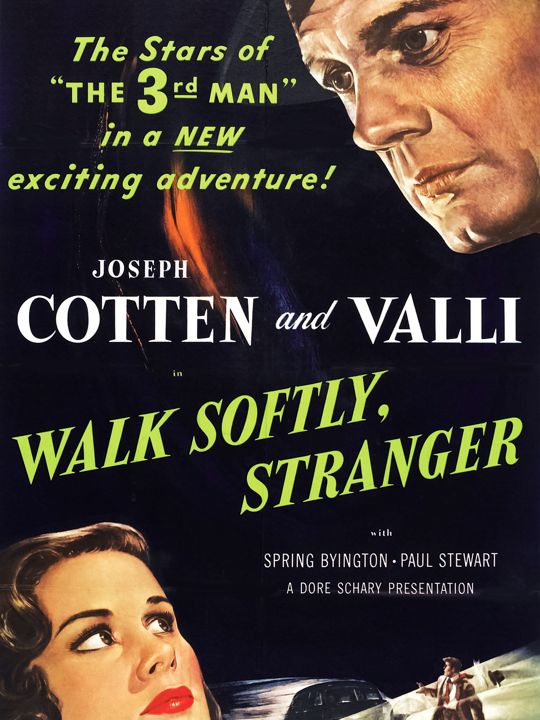 The Stars of
"THE 3rd MAN"
in a NEW
exciting adventure!
JOSEPH
COTTEN and VALLI
in
WALK SOFTLY,
STRANGER
with
SPRING BYINGTON · PAUL STEWART
A DORE SCHARY PRESENTATION